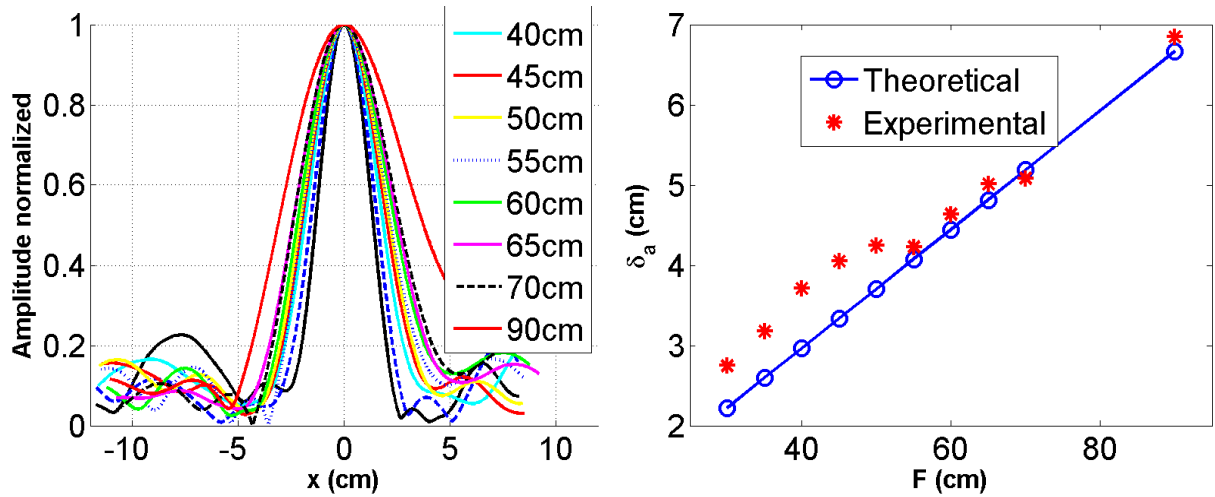 1
0.8
0.6
0.4
0.2
0
-10
-5
0
5
10
Amplitude normalized
x (cm)
40cm
45cm
50cm
55cm
60cm
65cm
70cm
90cm
7
6
5
4
3
2
40
60
80
δa (cm)
F (cm)
Theoretical
Experimental